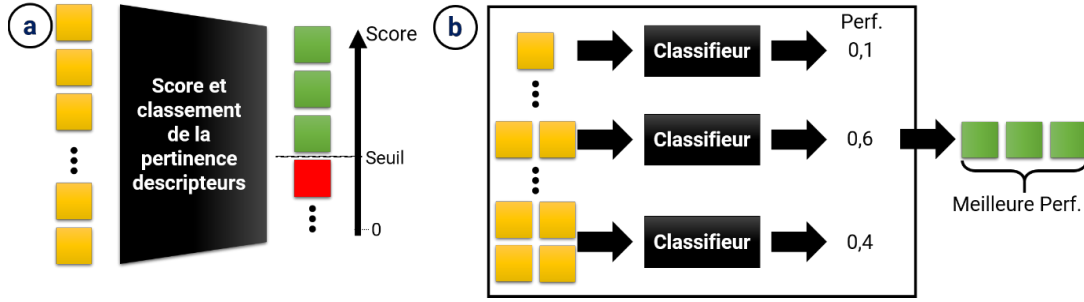 a
Score et
classement
de la
pertinence
descripteurs
Score
Seuil
0
b
Perf.
Classifieur
0,1
Classifieur
0,6
Classifieur
0,4
Meilleure Perf.